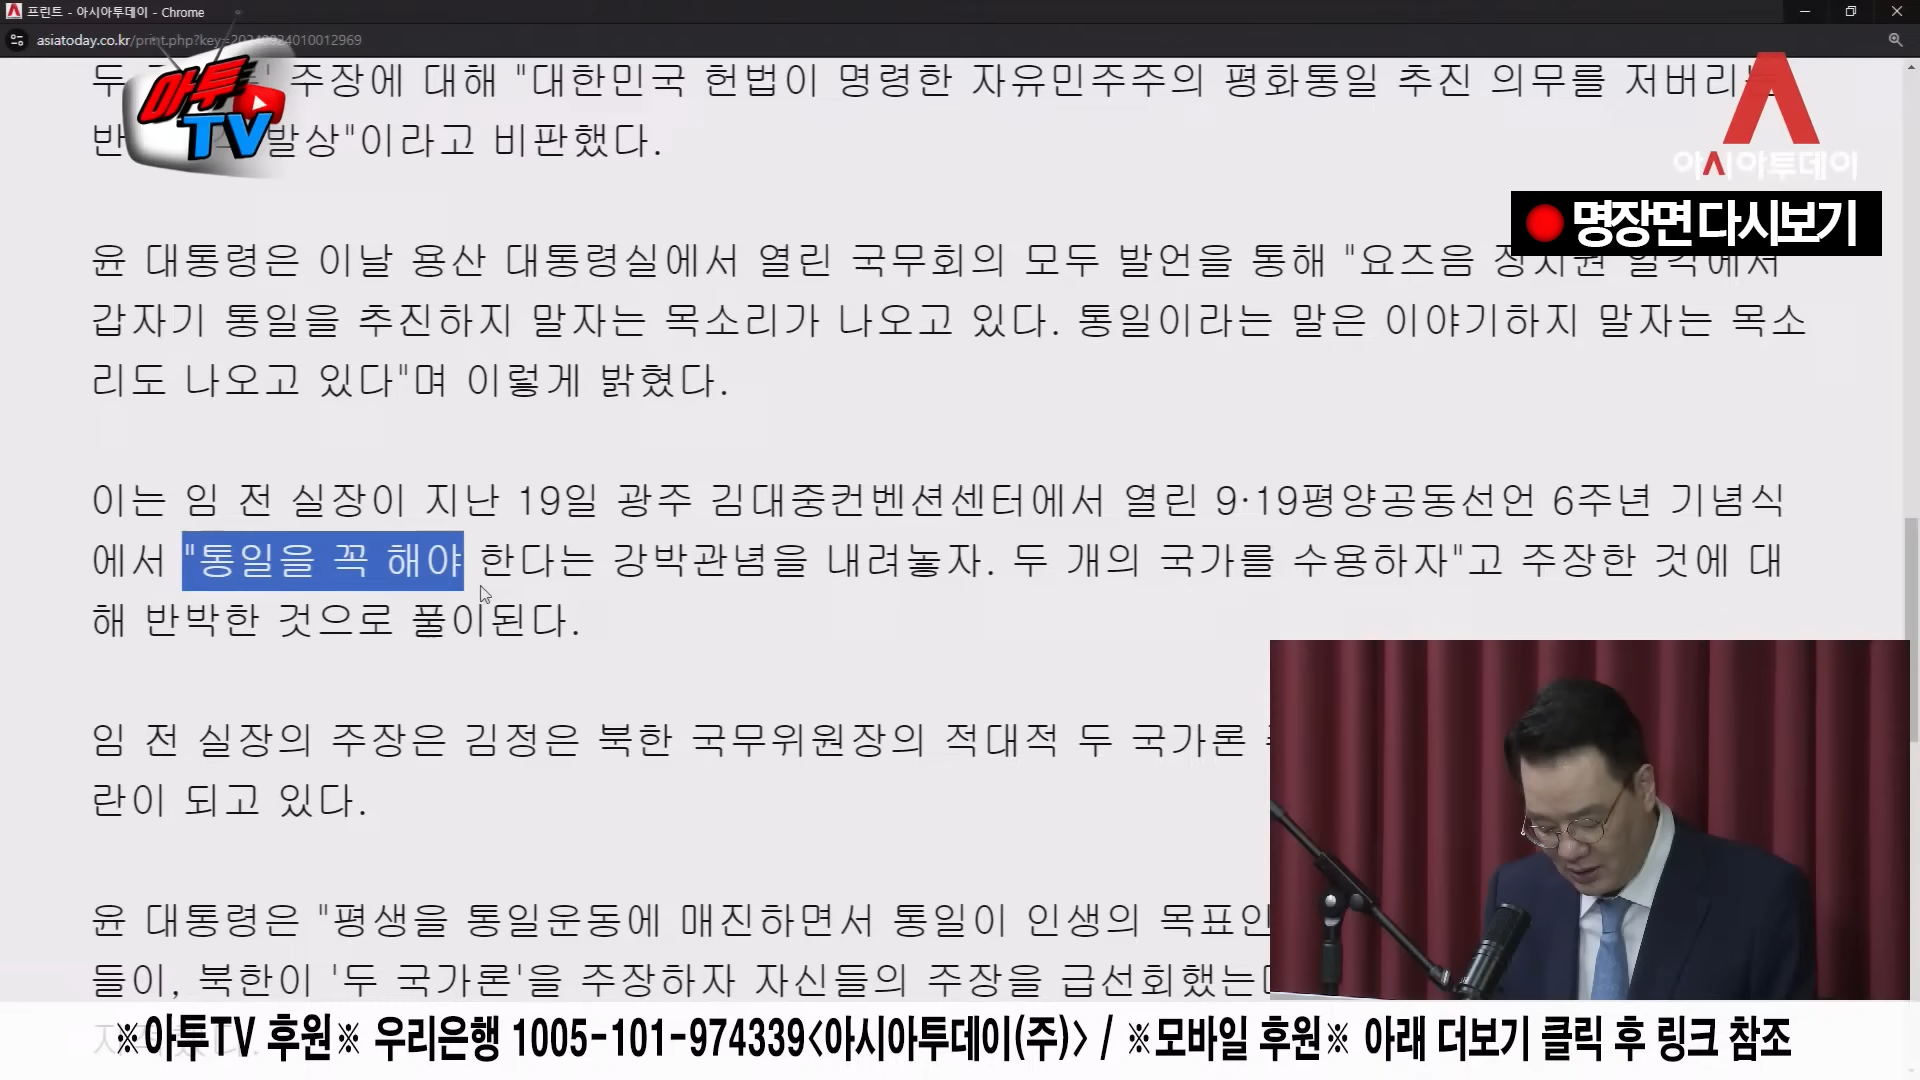 프린트 - 아시아투데이 - Chrome
asiatoday.co.kr/print.php?key=20240924010012969
아투TV
아시아투데이
명장면 다시보기
두 주장에 대해 "대한민국 헌법이 명령한 자유민주주의 평화통일 추진 의무를 저버리는
반 발상"이라고 비판했다.
윤 대통령은 이날 용산 대통령실에서 열린 국무회의 모두 발언을 통해 "요즈음 정치권 일각에서
갑자기 통일을 추진하지 말자는 목소리가 나오고 있다. 통일이라는 말은 이야기하지 말자는 목소
리도 나오고 있다"며 이렇게 밝혔다.
이는 임 전 실장이 지난 19일 광주 김대중컨벤션센터에서 열린 9·19평양공동선언 6주년 기념식
에서 "통일을 꼭 해야 한다는 강박관념을 내려놓자. 두 개의 국가를 수용하자"고 주장한 것에 대
해 반박한 것으로 풀이된다.
임 전 실장의 주장은 김정은 북한 국무위원장의 적대적 두 국가론
란이 되고 있다.
윤 대통령은 "평생을 통일운동에 매진하면서 통일이 인생의 목표인
들이, 북한이 '두 국가론'을 주장하자 자신들의 주장을 급선회했는데
※아투TV 후원※ 우리은행 1005-101-974339<아시아투데이(주)> / ※모바일 후원※ 아래 더보기 클릭 후 링크 참조